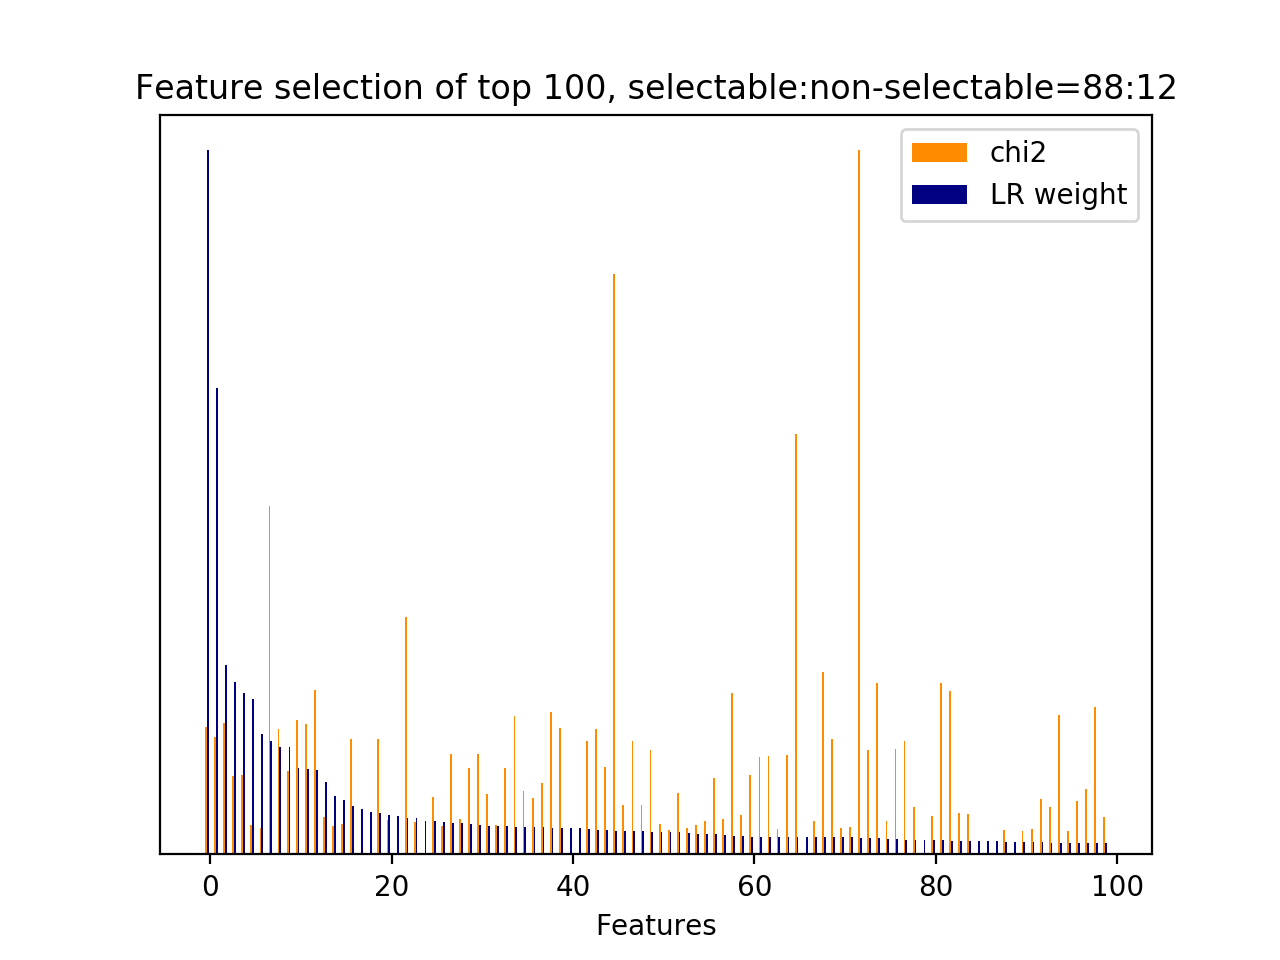 Feature selection of top 100, selectable:non-selectable=88:12
chi2
LR weight
0 20 40 60 80 100
Features